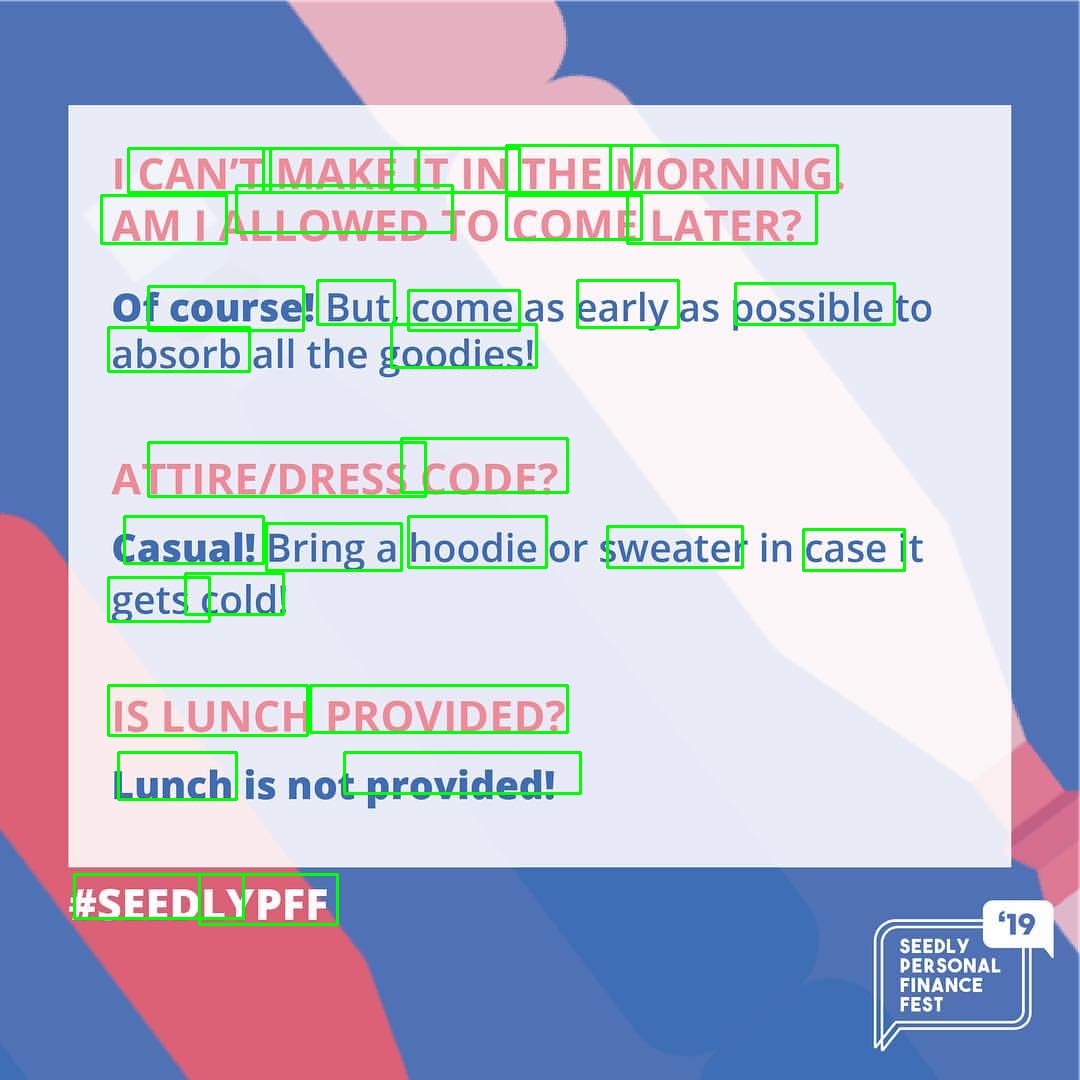 I CAN'T MAKE IT IN THE MORNING.
AM I ALLOWED TO COME LATER?
Of course! But, come as early as possible to
absorb all the goodies!
ATTIRE/DRESS CODE?
Casual! Bring a hoodie or sweater in case it
gets cold!
IS LUNCH PROVIDED?
Lunch is not provided!
#SEEDLYPFF
'19
SEEDLY
PERSONAL
FINANCE
FEST